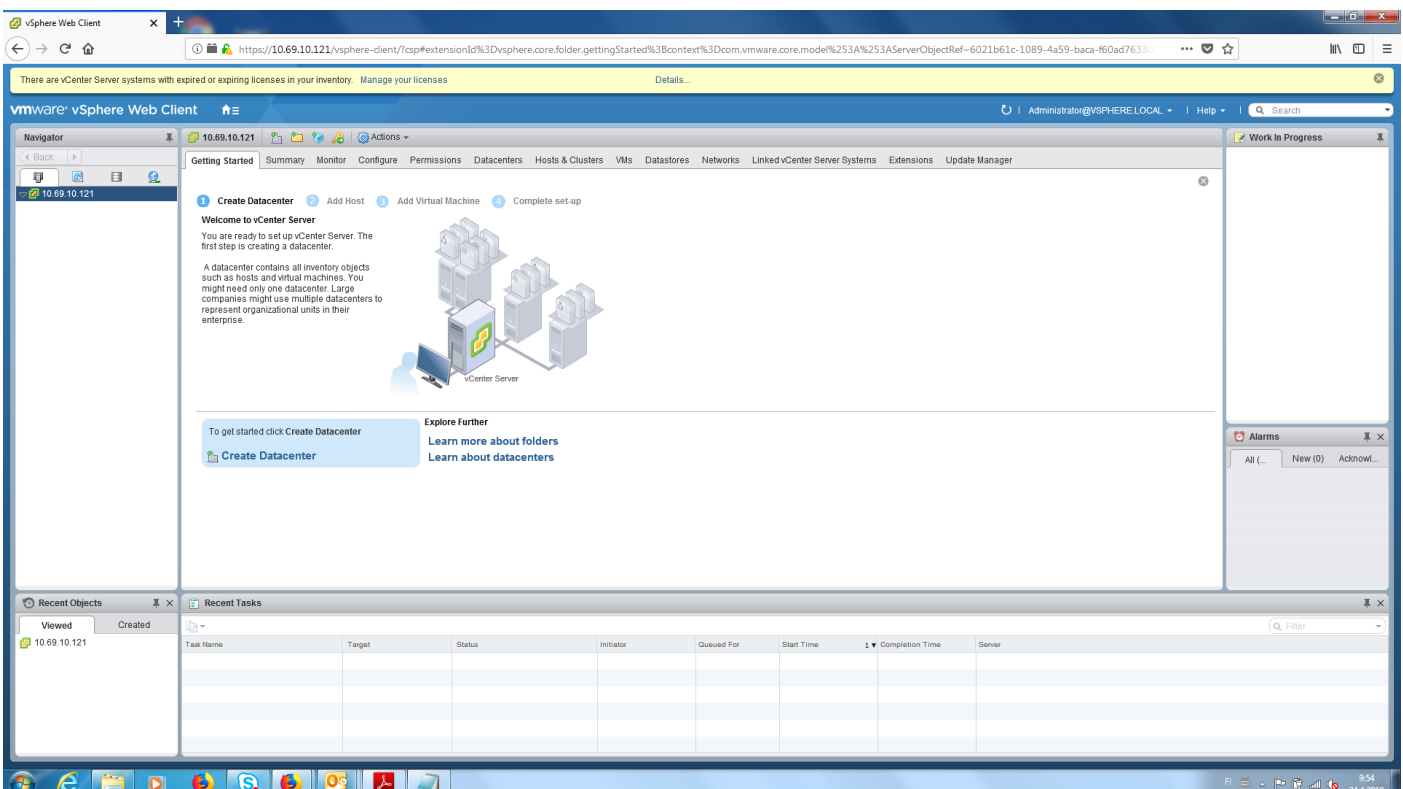 vSphere Web Client
https://10.69.10.121/vsphere-client/?csp#extensionId%3Dvsphere.core.folder.gettingStarted%3Bcontext%3Dcom.vmware.core.model%253A%253AServerObjectRef~6021b61c-1089-4a59-baca-f60ad7633
There are vCenter Server systems with expired or expiring licenses in your inventory. Manage your licenses Details...
vmware® vSphere Web Client
Administrator@VSPHERE.LOCAL
Help
Search
Navigator
Back
10.69.10.121
10.69.10.121 Actions
Getting Started Summary Monitor Configure Permissions Datacenters Hosts & Clusters VMs Datastores Networks Linked vCenter Server Systems Extensions Update Manager
1 Create Datacenter 2 Add Host 3 Add Virtual Machine 4 Complete set-up
Welcome to vCenter Server
You are ready to set up vCenter Server. The
first step is creating a datacenter.
A datacenter contains all inventory objects
such as hosts and virtual machines. You
might need only one datacenter. Large
companies might use multiple datacenters to
represent organizational units in their
enterprise.
vCenter Server
To get started click Create Datacenter
Create Datacenter
Explore Further
Learn more about folders
Learn about datacenters
Work In Progress
Alarms
All (... New (0) Acknowl...
Recent Objects
Viewed Created
10.69.10.121
Recent Tasks
Filter
Task Name Target Status Initiator Queued For Start Time 1 Completion Time Server
FI
9:54